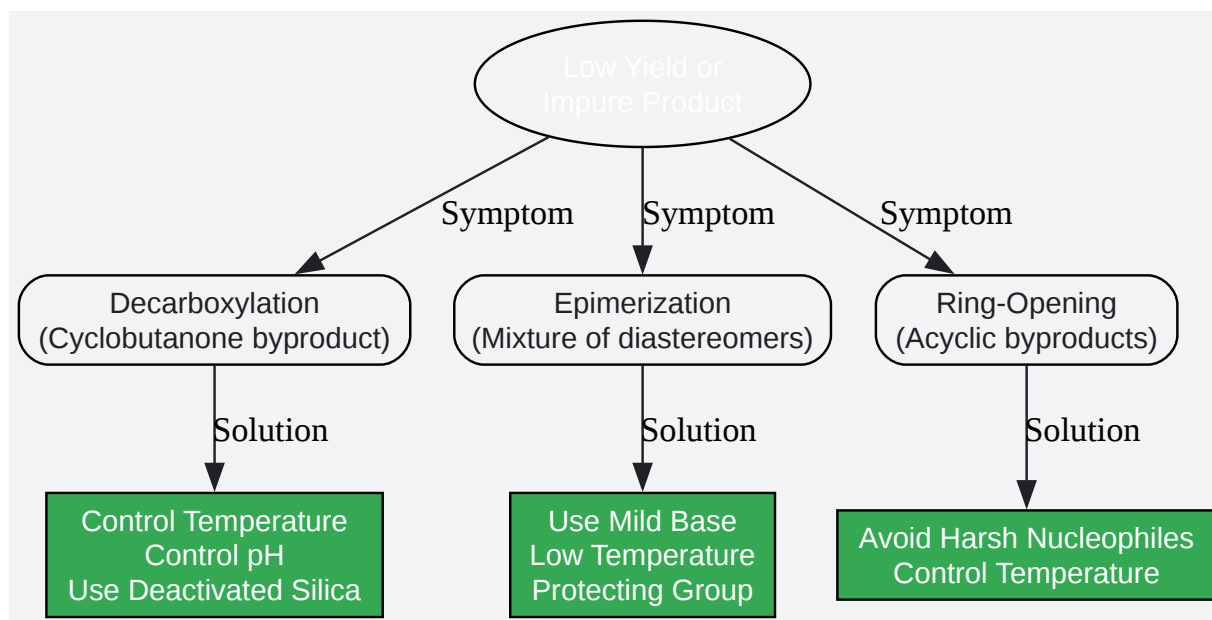 Low Yield or
Impure Product
Symptom
Symptom
Symptom
Decarboxylation
(Cyclobutanone byproduct)
Epimerization
(Mixture of diastereomers)
Ring-Opening
(Acyclic byproducts)
Solution
Solution
Solution
Control Temperature
Control pH
Use Deactivated Silica
Use Mild Base
Low Temperature
Protecting Group
Avoid Harsh Nucleophiles
Control Temperature